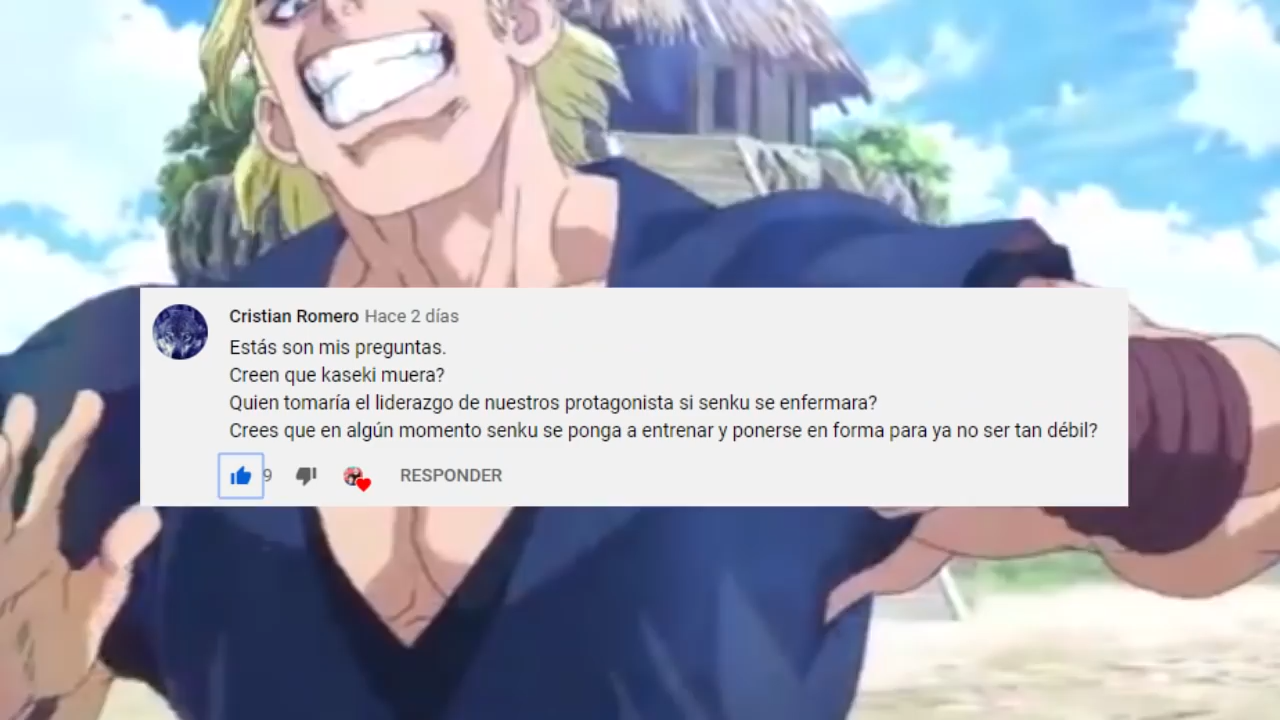 Cristian Romero Hace 2 días
Estás son mis preguntas.
Creen que kaseki muera?
Quien tomaría el liderazgo de nuestros protagonista si senku se enfermara?
Crees que en algún momento senku se ponga a entrenar y ponerse en forma para ya no ser tan débil?
9 RESPONDER